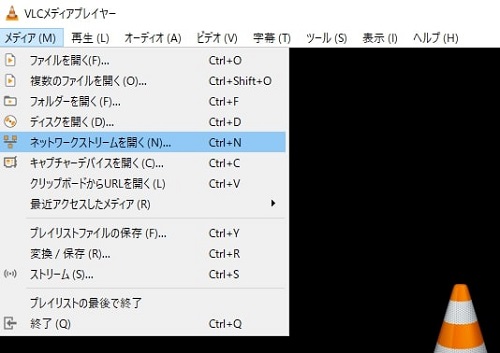 VLCメディアプレイヤー
メディア (M) 再生 (L) オーディオ (A) ビデオ (V) 字幕 (T) ツール (S) 表示 (I) ヘルプ (H)
ファイルを開く(F)... Ctrl+O
複数のファイルを開く(O)... Ctrl+Shift+O
フォルダーを開く(F)... Ctrl+F
ディスクを開く(D)... Ctrl+D
ネットワークストリームを開く(N)... Ctrl+N
キャプチャーデバイスを開く(C)... Ctrl+C
クリップボードからURLを開く(L) Ctrl+V
最近アクセスしたメディア (R)
プレイリストファイルの保存 (F)... Ctrl+Y
変換 / 保存 (R)... Ctrl+R
ストリーム (S)... Ctrl+S
プレイリストの最後で終了
終了 (Q) Ctrl+Q